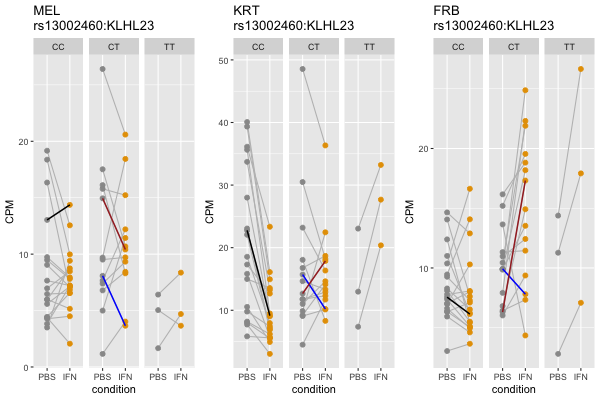 MEL
rs13002460:KLHL23
CC CT TT
CPM
20
10
0
PBS IFN PBS IFN PBS IFN
condition
KRT
rs13002460:KLHL23
CC CT TT
CPM
50
40
30
20
10
PBS IFN PBS IFN PBS IFN
condition
FRB
rs13002460:KLHL23
CC CT TT
CPM
20
10
PBS IFN PBS IFN PBS IFN
condition